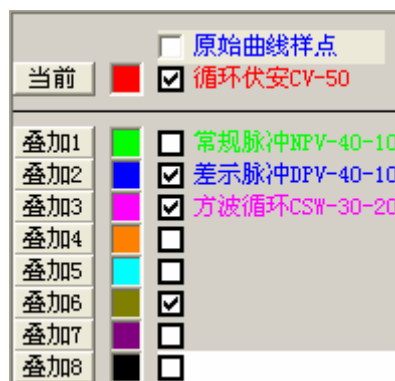 原始曲线样点
当前 循环伏安CV-50
叠加1 常规脉冲NPV-40-10
叠加2 差示脉冲DPV-40-10
叠加3 方波循环CSW-30-20
叠加4
叠加5
叠加6
叠加7
叠加8